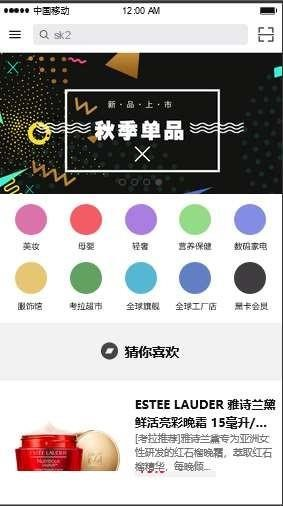 中国移动 12:00 AM
sk2
新·品·上·市
秋季单品
美妆 母婴 轻奢 营养保健 数码家电
服饰馆 考拉超市 全球旗舰 全球工厂店 黑卡会员
猜你喜欢
ESTEE LAUDER 雅诗兰黛
鲜活亮彩晚霜 15毫升/...
[考拉推荐]雅诗兰黛专为亚洲女
性研发的红石榴晚霜，萃取红石
榴精华，每晚倾...
ESTEE LAUDER